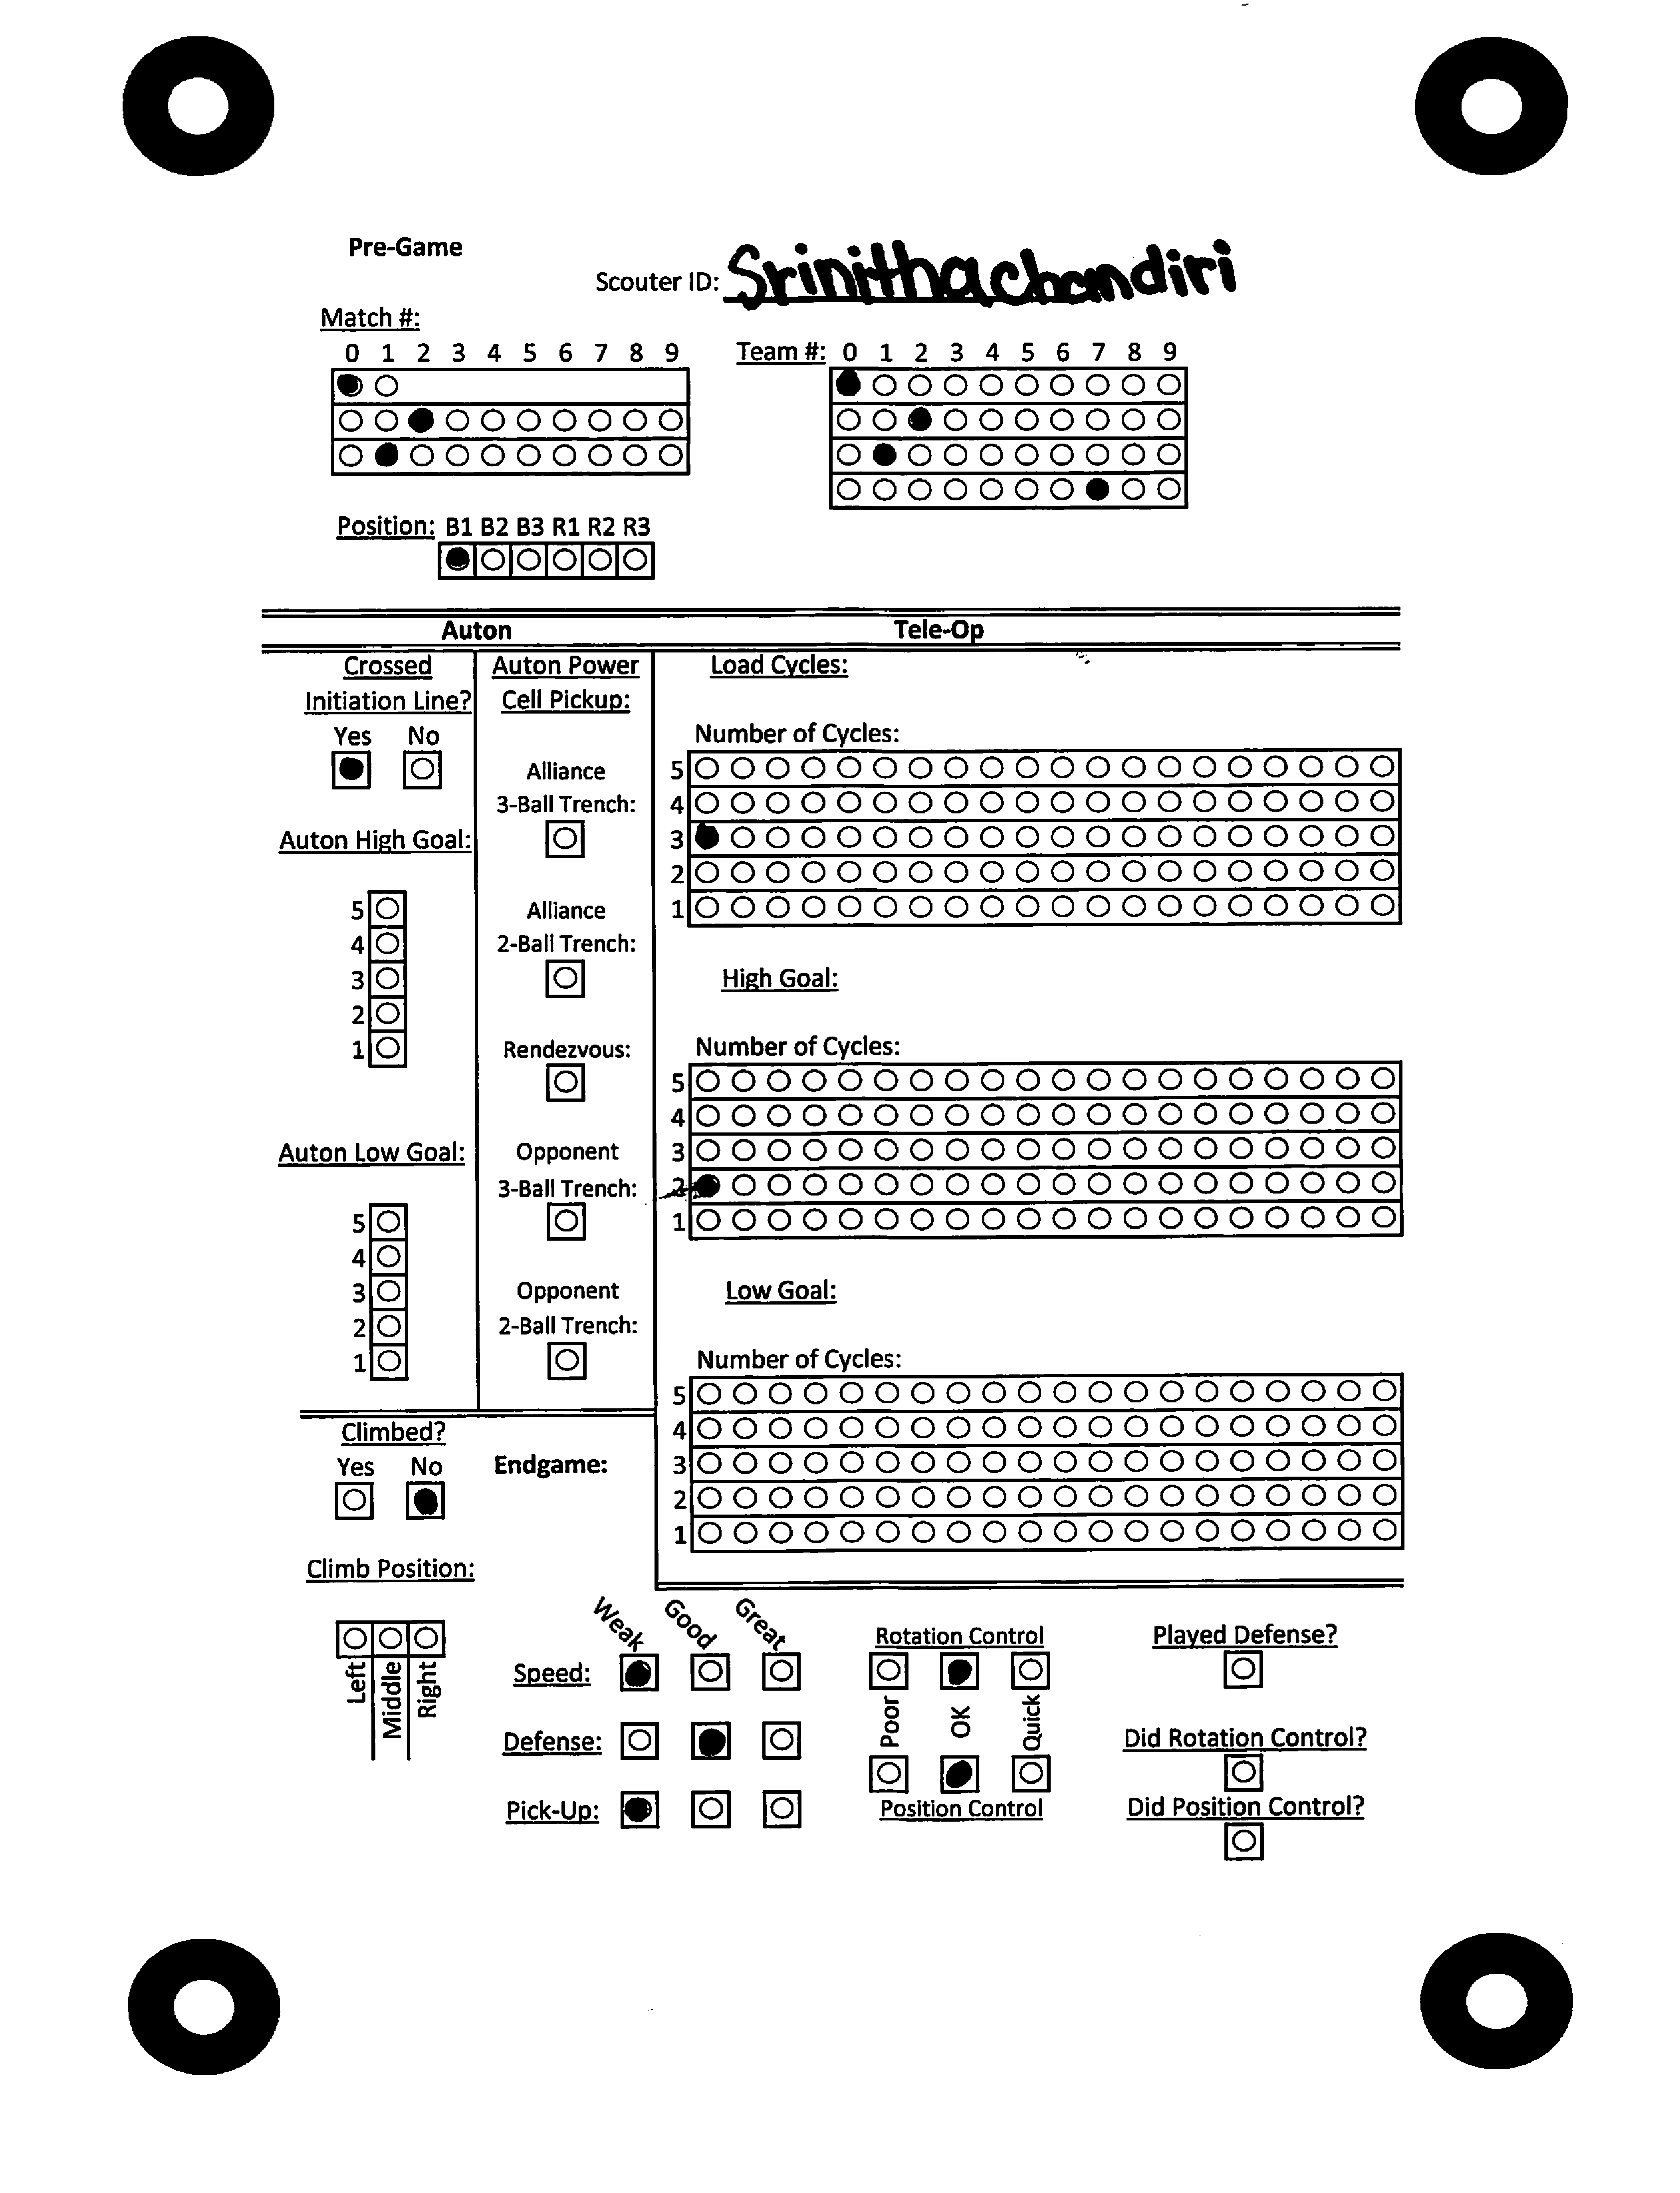 Pre-Game
Scouter ID: Srinithachandiri
Match #:
0 1 2 3 4 5 6 7 8 9
Team #: 0 1 2 3 4 5 6 7 8 9
Position: B1 B2 B3 R1 R2 R3
Auton
Tele-Op
Crossed
Initiation Line?
Yes No
Auton High Goal:
5
4
3
2
1
Auton Low Goal:
5
4
3
2
1
Auton Power
Cell Pickup:
Alliance
3-Ball Trench:
Alliance
2-Ball Trench:
Rendezvous:
Opponent
3-Ball Trench:
Opponent
2-Ball Trench:
Load Cycles:
Number of Cycles:
5
4
3
2
1
High Goal:
Number of Cycles:
5
4
3
2
1
Low Goal:
Number of Cycles:
5
4
3
2
1
Climbed?
Yes No
Endgame:
Climb Position:
Left
Middle
Right
Weak Good Great
Speed:
Defense:
Pick-Up:
Rotation Control
Poor OK Quick
Position Control
Played Defense?
Did Rotation Control?
Did Position Control?